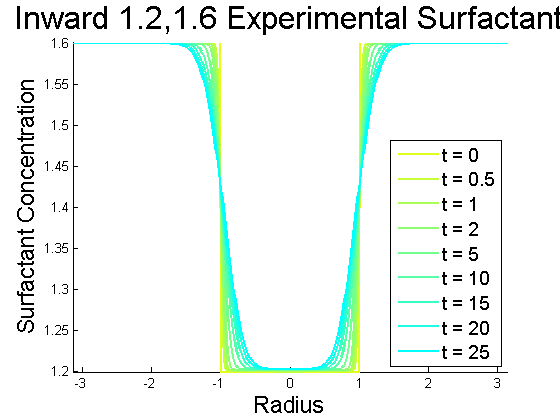 Inward 1.2,1.6 Experimental Surfactant
Surfactant Concentration
1.6
1.55
1.5
1.45
1.4
1.35
1.3
1.25
1.2
-3
-2
-1
0
1
2
3
Radius
t = 0
t = 0.5
t = 1
t = 2
t = 5
t = 10
t = 15
t = 20
t = 25